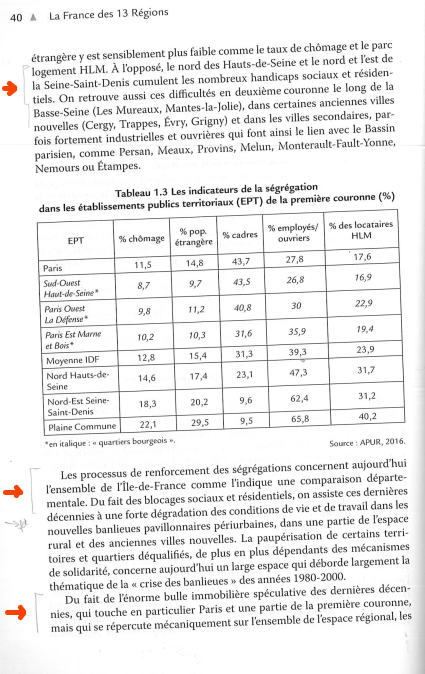 40 ▲ La France des 13 Régions
étrangère y est sensiblement plus faible comme le taux de chômage et le parc
logement HLM. À l'opposé, le nord des Hauts-de-Seine et le nord et l'est de
la Seine-Saint-Denis cumulent les nombreux handicaps sociaux et résiden-
tiels. On retrouve aussi ces difficultés en deuxième couronne le long de la
Basse-Seine (Les Mureaux, Mantes-la-Jolie), dans certaines anciennes villes
nouvelles (Cergy, Trappes, Évry, Grigny) et dans les villes secondaires, par-
fois fortement industrielles et ouvrières qui font ainsi le lien avec le Bassin
parisien, comme Persan, Meaux, Provins, Melun, Monterault-Fault-Yonne,
Nemours ou Étampes.
Tableau 1.3 Les indicateurs de la ségrégation
dans les établissements publics territoriaux (EPT) de la première couronne (%)
EPT % chômage % pop. étrangère % cadres % employés/ ouvriers % des locataires HLM
Paris 11,5 14,8 43,7 27,8 17,6
Sud-Ouest Haut-de-Seine* 8,7 9,7 43,5 26,8 16,9
Paris Ouest La Défense* 9,8 11,2 40,8 30 22,9
Paris Est Marne et Bois* 10,2 10,3 31,6 35,9 19,4
Moyenne IDF 12,8 15,4 31,3 39,3 23,9
Nord Hauts-de-Seine 14,6 17,4 23,1 47,3 31,7
Nord-Est Seine-Saint-Denis 18,3 20,2 9,6 62,4 31,2
Plaine Commune 22,1 29,5 9,5 65,8 40,2
*en italique : « quartiers bourgeois ». Source : APUR, 2016.
Les processus de renforcement des ségrégations concernent aujourd'hui
l'ensemble de l'Île-de-France comme l'indique une comparaison départe-
mentale. Du fait des blocages sociaux et résidentiels, on assiste ces dernières
décennies à une forte dégradation des conditions de vie et de travail dans les
nouvelles banlieues pavillonnaires périurbaines, dans une partie de l'espace
rural et des anciennes villes nouvelles. La paupérisation de certains terri-
toires et quartiers déqualifiés, de plus en plus dépendants des mécanismes
de solidarité, concerne aujourd'hui un large espace qui déborde largement la
thématique de la « crise des banlieues » des années 1980-2000.
Du fait de l'énorme bulle immobilière spéculative des dernières décen-
nies, qui touche en particulier Paris et une partie de la première couronne,
mais qui se répercute mécaniquement sur l'ensemble de l'espace régional, les